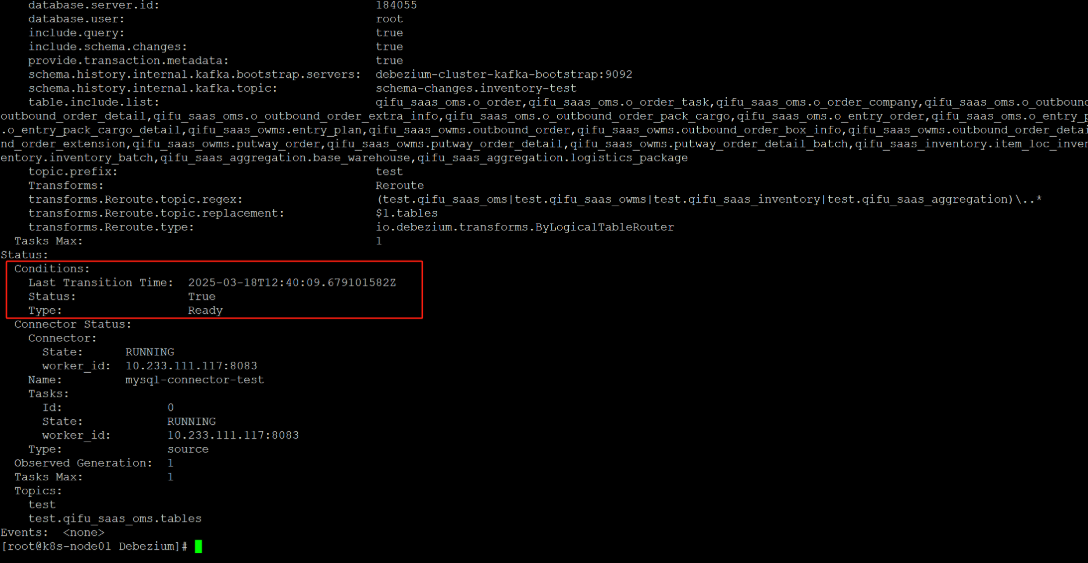 database.server.id: 184055
database.user: root
include.query: true
include.schema.changes: true
provide.transaction.metadata: true
schema.history.internal.kafka.bootstrap.servers: debezium-cluster-kafka-bootstrap:9092
schema.history.internal.kafka.topic: schema-changes.inventory-test
table.include.list: qifu_saas_oms.o_order,qifu_saas_oms.o_order_task,qifu_saas_oms.o_order_company,qifu_saas_oms.o_outbound
outbound_order_detail,qifu_saas_oms.o_outbound_order_extra_info,qifu_saas_oms.o_outbound_order_pack_cargo,qifu_saas_oms.o_entry_order,qifu_saas_oms.o_entry_p
.o_entry_pack_cargo_detail,qifu_saas_owms.entry_plan,qifu_saas_owms.outbound_order,qifu_saas_owms.outbound_order_box_info,qifu_saas_owms.outbound_order_detai
nd_order_extension,qifu_saas_owms.putway_order,qifu_saas_owms.putway_order_detail,qifu_saas_owms.putway_order_detail_batch,qifu_saas_inventory.item_loc_inven
entory.inventory_batch,qifu_saas_aggregation.base_warehouse,qifu_saas_aggregation.logistics_package
topic.prefix: test
Transforms: Reroute
transforms.Reroute.topic.regex: (test.qifu_saas_oms|test.qifu_saas_owms|test.qifu_saas_inventory|test.qifu_saas_aggregation)\..*
transforms.Reroute.topic.replacement: $1.tables
transforms.Reroute.type: io.debezium.transforms.ByLogicalTableRouter
Tasks Max: 1
Status:
Conditions:
Last Transition Time: 2025-03-18T12:40:09.679101582Z
Status: True
Type: Ready
Connector Status:
Connector:
State: RUNNING
worker_id: 10.233.111.117:8083
Name: mysql-connector-test
Tasks:
Id: 0
State: RUNNING
worker_id: 10.233.111.117:8083
Type: source
Observed Generation: 1
Tasks Max: 1
Topics:
test
test.qifu_saas_oms.tables
Events: <none>
[root@k8s-node01 Debezium]#